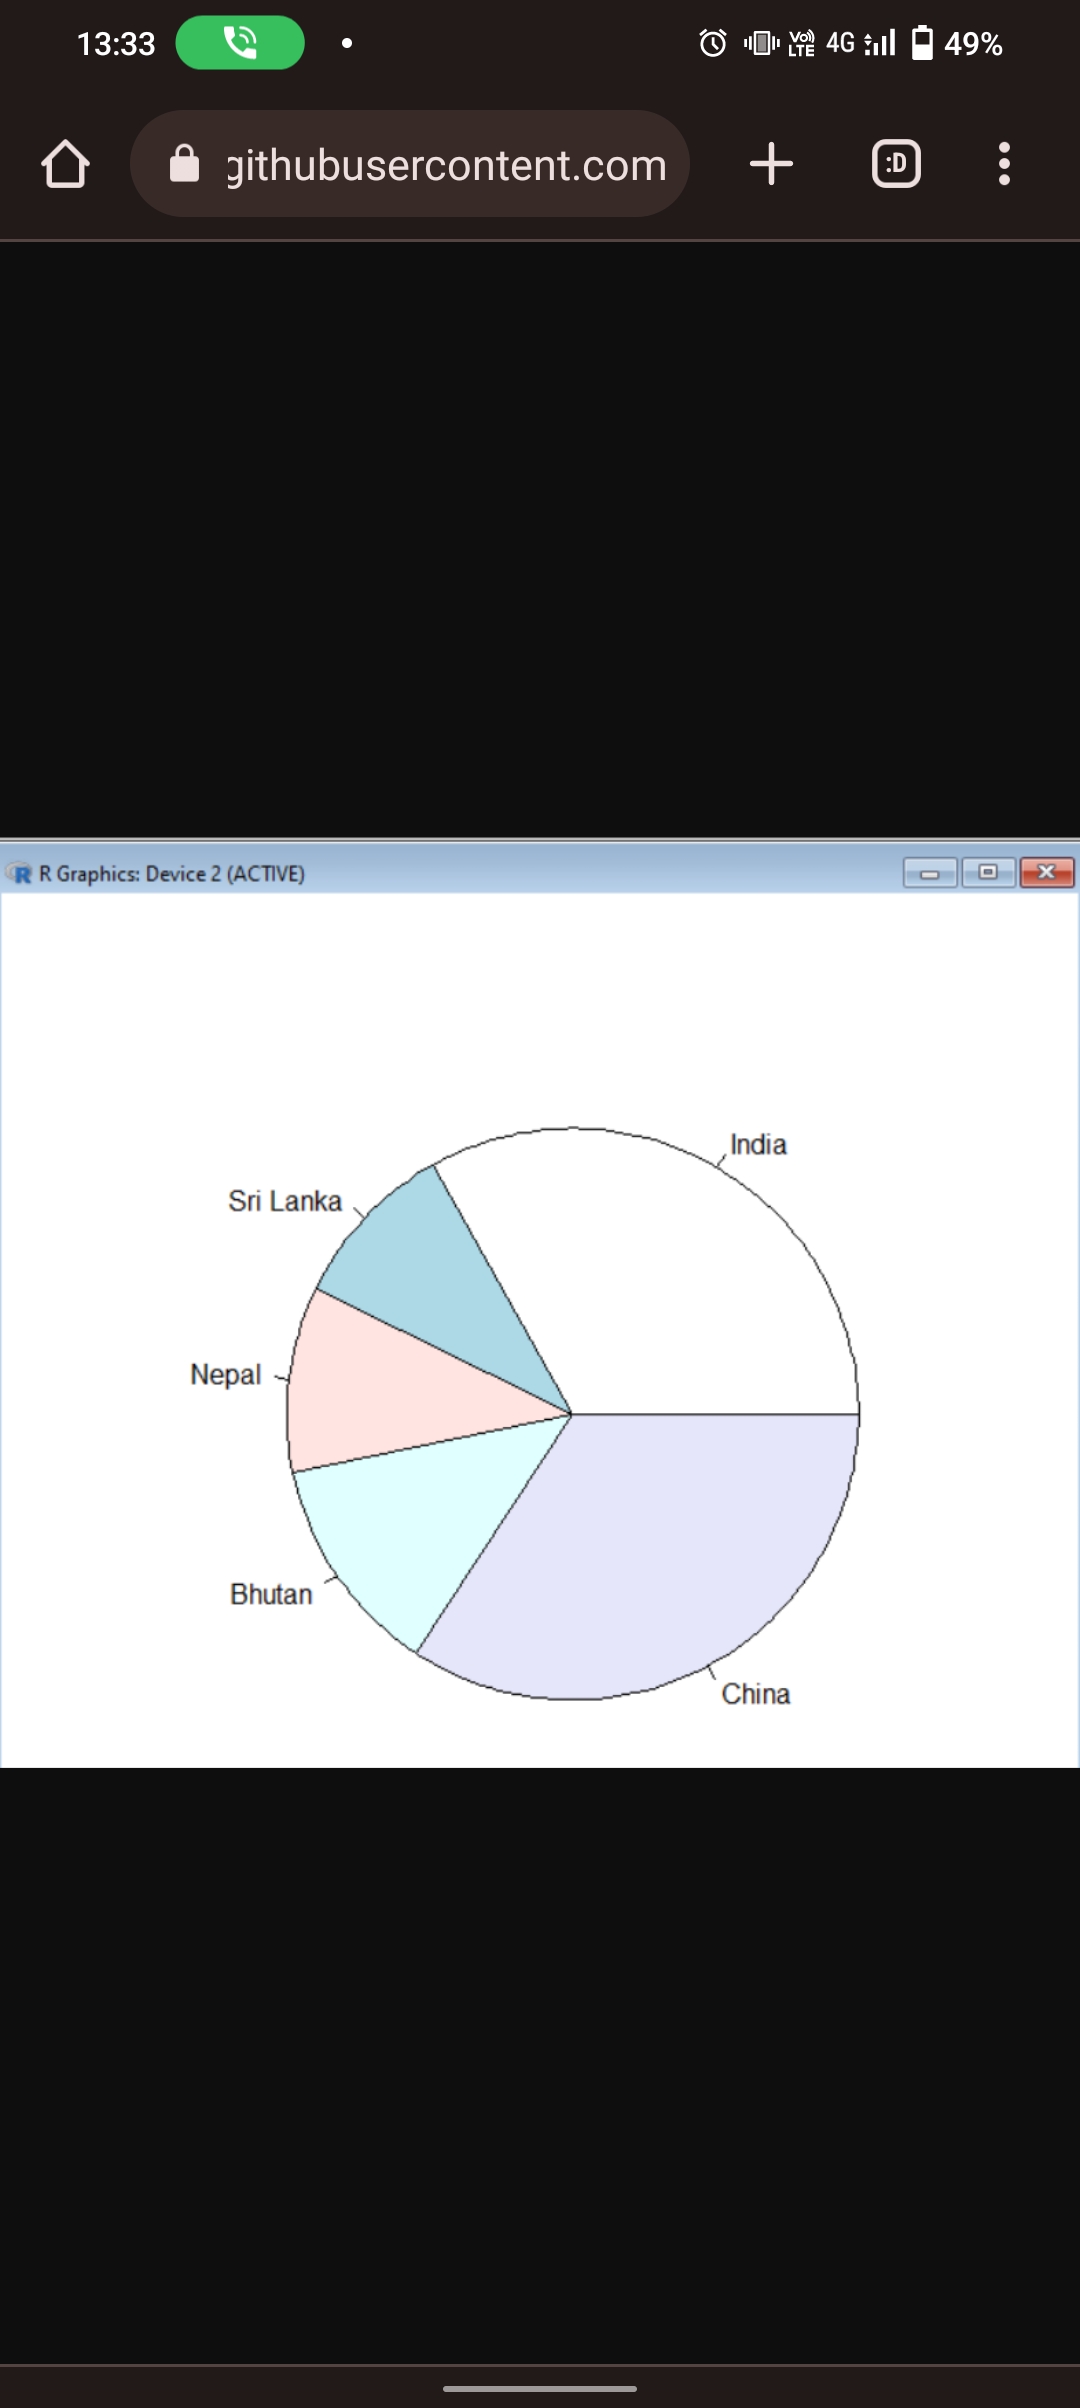 13:33 Vo)) LTE 4G 49%
githubusercontent.com :D
R R Graphics: Device 2 (ACTIVE)
India
Sri Lanka
Nepal
Bhutan
China